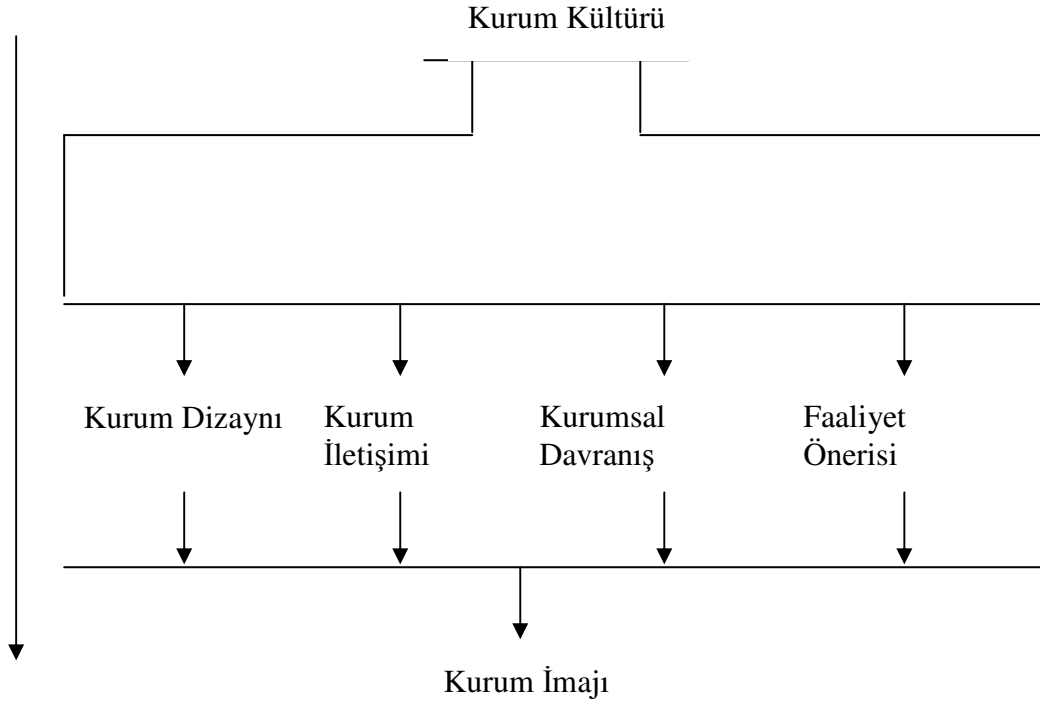 Kurum Kültürü
Kurum Dizaynı
Kurum
İletişimi
Kurumsal
Davranış
Faaliyet
Önerisi
Kurum İmajı